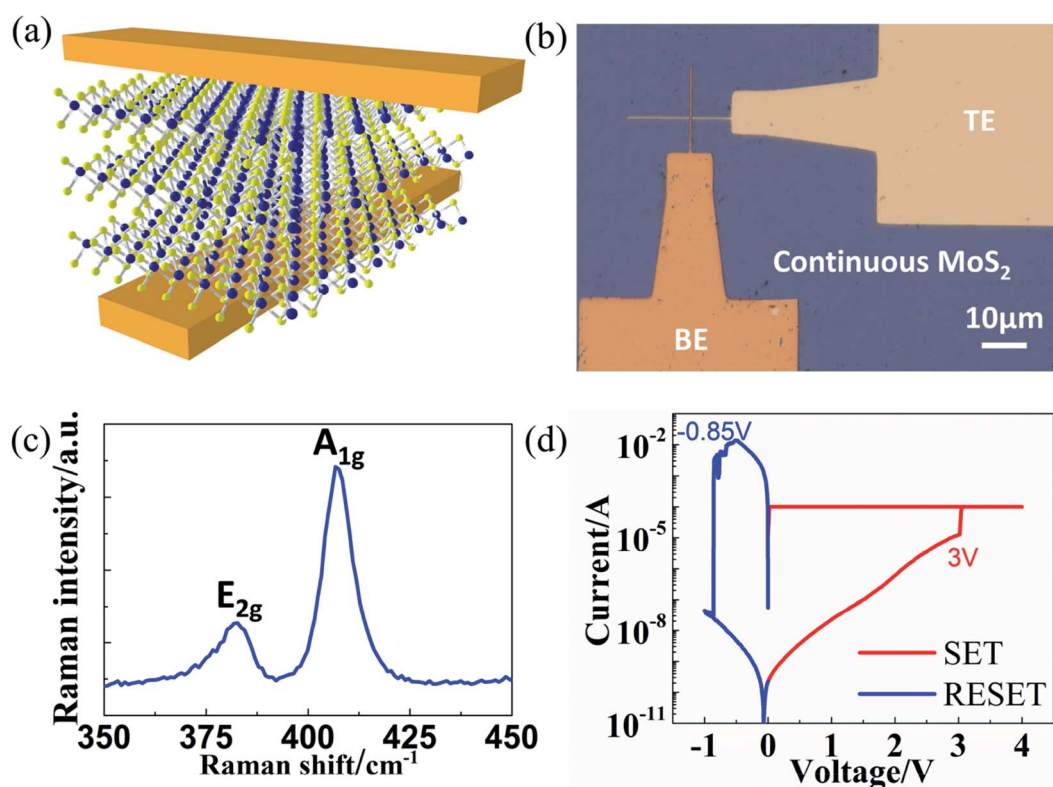 (a)
(b)
TE
Continuous MoS₂
BE
10μm
(c)
Raman intensity/a.u.
E₂g
A₁g
350 375 400 425 450
Raman shift/cm⁻¹
(d)
Current/A
10⁻²
10⁻⁵
10⁻⁸
10⁻¹¹
-0.85V
3V
SET
RESET
-1 0 1 2 3 4
Voltage/V